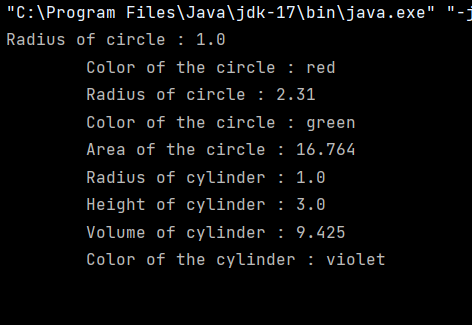 "C:\Program Files\Java\jdk-17\bin\java.exe" "-j
Radius of circle : 1.0
Color of the circle : red
Radius of circle : 2.31
Color of the circle : green
Area of the circle : 16.764
Radius of cylinder : 1.0
Height of cylinder : 3.0
Volume of cylinder : 9.425
Color of the cylinder : violet